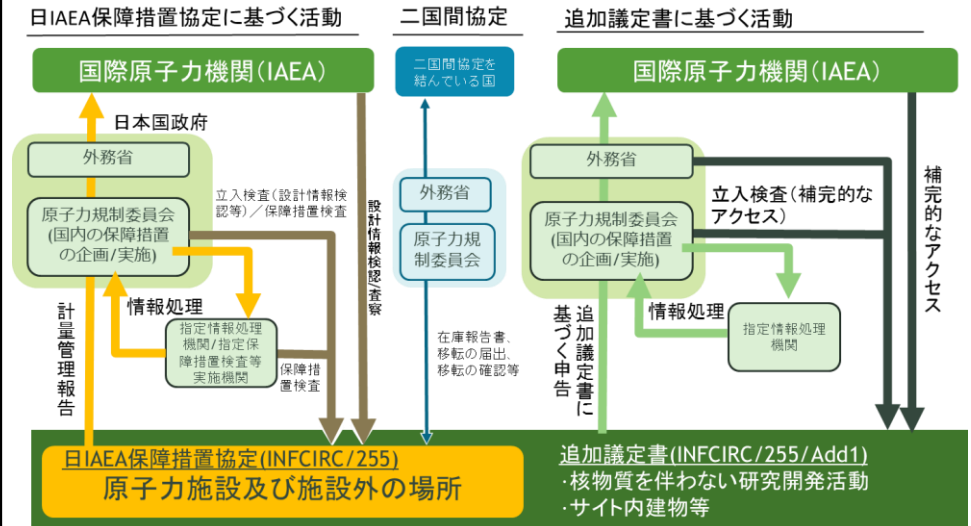 日IAEA保障措置協定に基づく活動
国際原子力機関(IAEA)
日本国政府
外務省
原子力規制委員会
(国内の保障措置
の企画/実施)
立入検査(設計情報検
認等)/保障措置検査
設計情報検認/査察
計量管理報告
情報処理
指定情報処理
機関/指定保
障措置検査等
実施機関
保障措
置検査
日IAEA保障措置協定(INFCIRC/255)
原子力施設及び施設外の場所
二国間協定
二国間協定を
結んでいる国
外務省
原子力規
制委員会
在庫報告書、
移転の届出、
移転の確認等
追加議定書に基づく活動
国際原子力機関(IAEA)
外務省
原子力規制委員会
(国内の保障措置
の企画/実施)
立入検査(補完的な
アクセス)
補完的なアクセス
追加議定書に
基づく申告
情報処理
指定情報処理
機関
追加議定書(INFCIRC/255/Add1)
・核物質を伴わない研究開発活動
・サイト内建物等